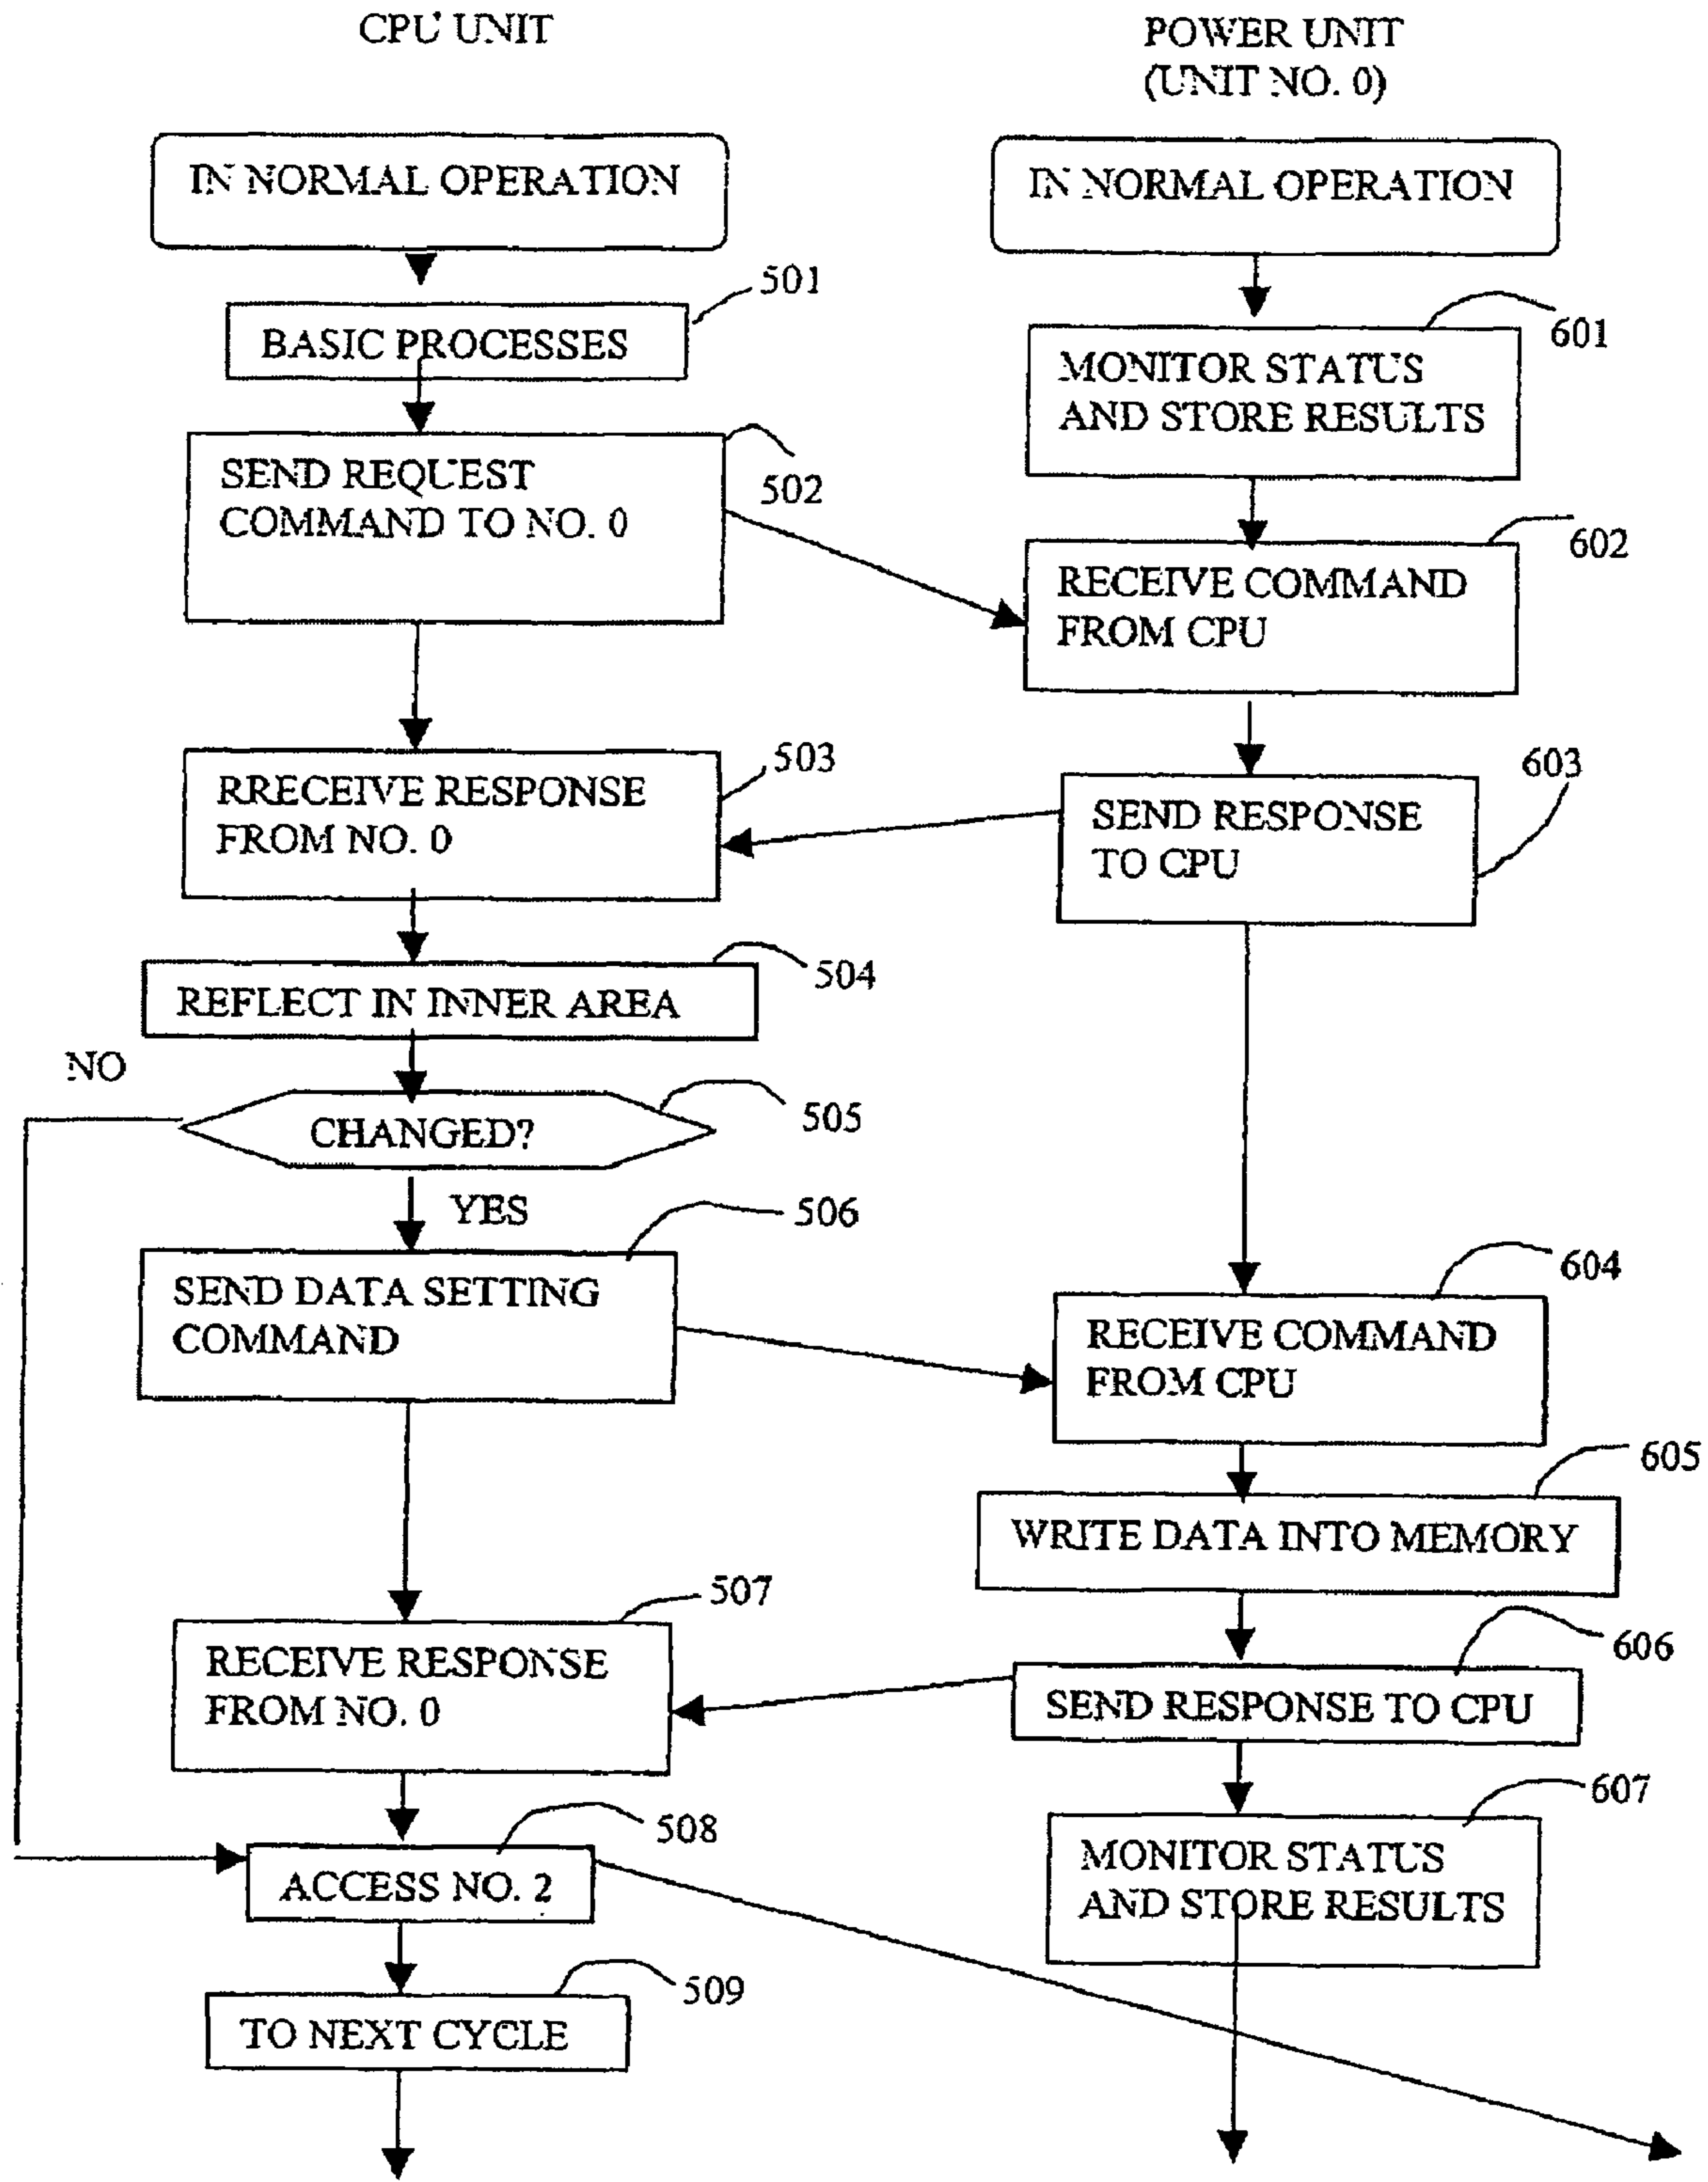 CPU UNIT
POWER UNIT
(UNIT NO. 0)
IN NORMAL OPERATION
IN NORMAL OPERATION
501
BASIC PROCESSES
601
MONITOR STATUS
AND STORE RESULTS
502
SEND REQUEST
COMMAND TO NO. 0
602
RECEIVE COMMAND
FROM CPU
503
RRECEIVE RESPONSE
FROM NO. 0
603
SEND RESPONSE
TO CPU
504
REFLECT IN INNER AREA
NO
505
CHANGED?
YES
506
SEND DATA SETTING
COMMAND
604
RECEIVE COMMAND
FROM CPU
605
WRITE DATA INTO MEMORY
507
RECEIVE RESPONSE
FROM NO. 0
606
SEND RESPONSE TO CPU
607
MONITOR STATUS
AND STORE RESULTS
508
ACCESS NO. 2
509
TO NEXT CYCLE